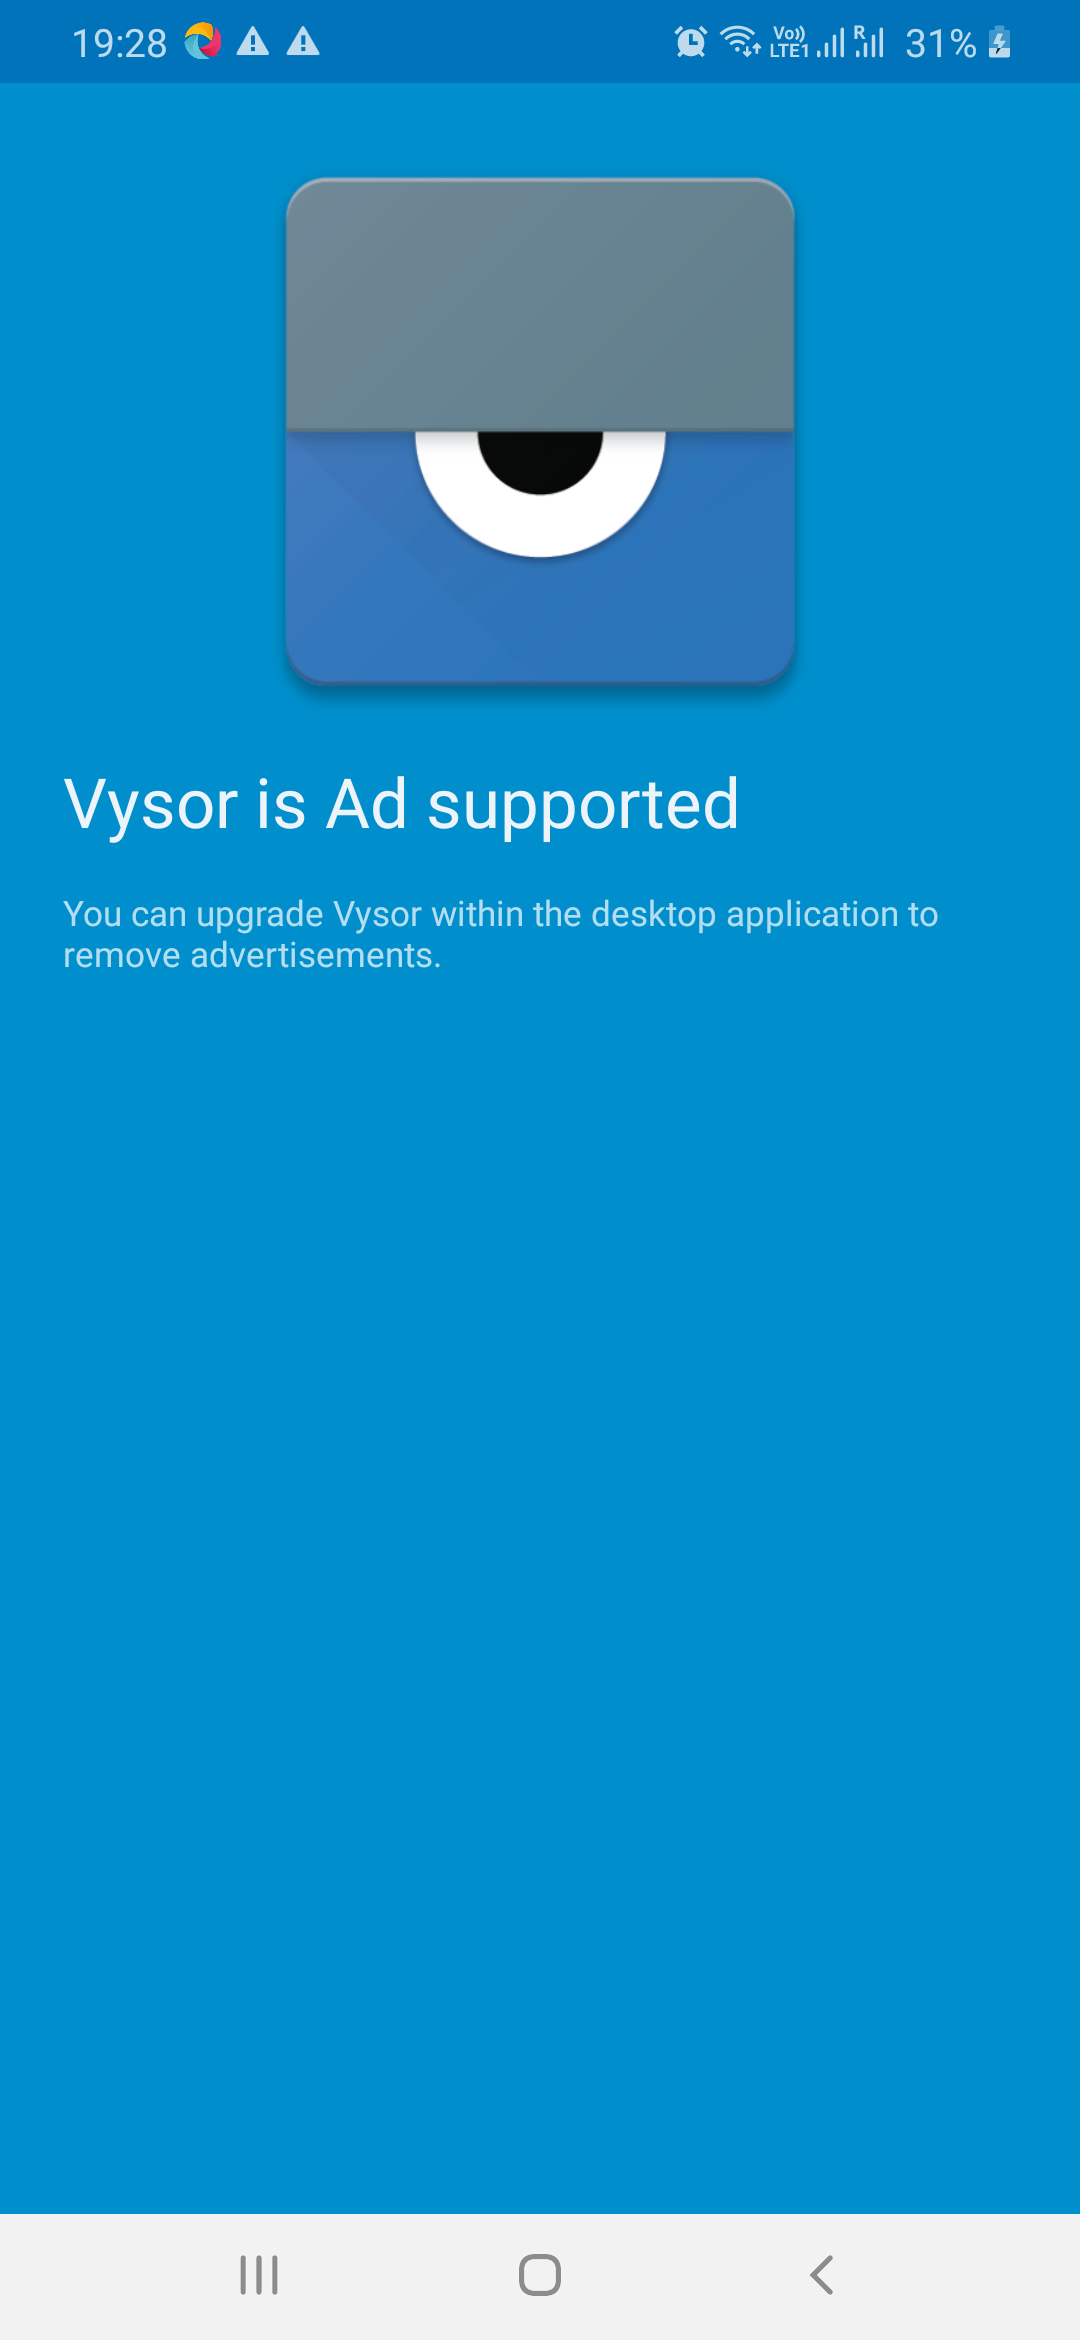 19:28 Vo)) LTE1 R 31%
Vysor is Ad supported
You can upgrade Vysor within the desktop application to
remove advertisements.